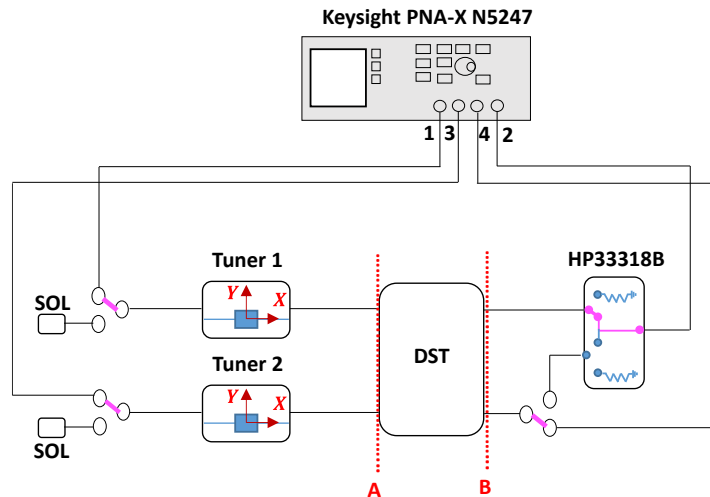 Keysight PNA-X N5247
1 3 4 2
Tuner 1
HP33318B
SOL
Y X
DST
Tuner 2
Y X
SOL
A B